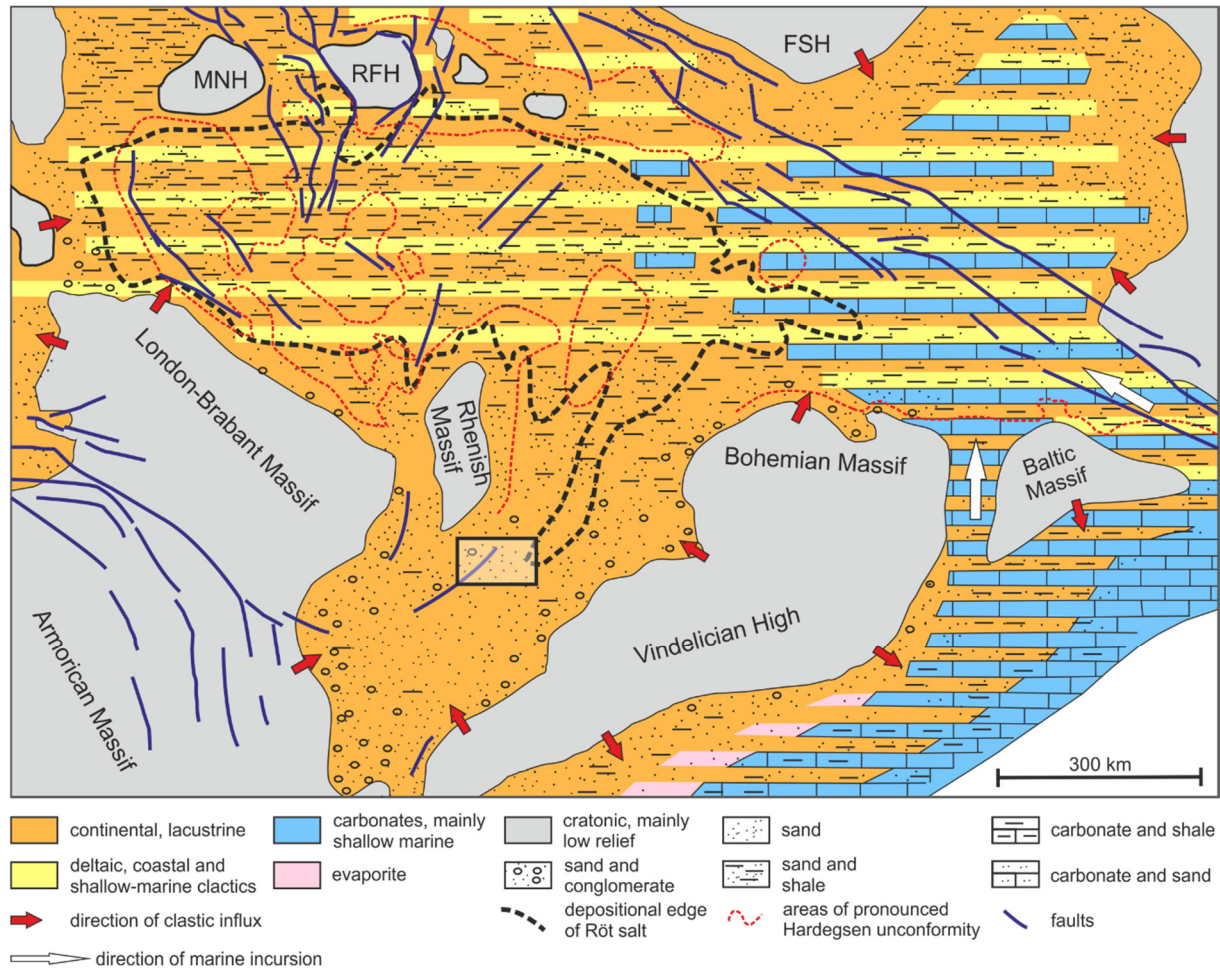 MNH
RFH
FSH
London-Brabant Massif
Rhenish
Massif
Bohemian Massif
Baltic
Massif
Armorican Massif
Vindelician High
300 km
continental, lacustrine
carbonates, mainly
shallow marine
cratonic, mainly
low relief
sand
carbonate and shale
deltaic, coastal and
shallow-marine clactics
evaporite
sand and
conglomerate
sand and
shale
carbonate and sand
direction of clastic influx
depositional edge
of Röt salt
areas of pronounced
Hardegsen unconformity
faults
direction of marine incursion